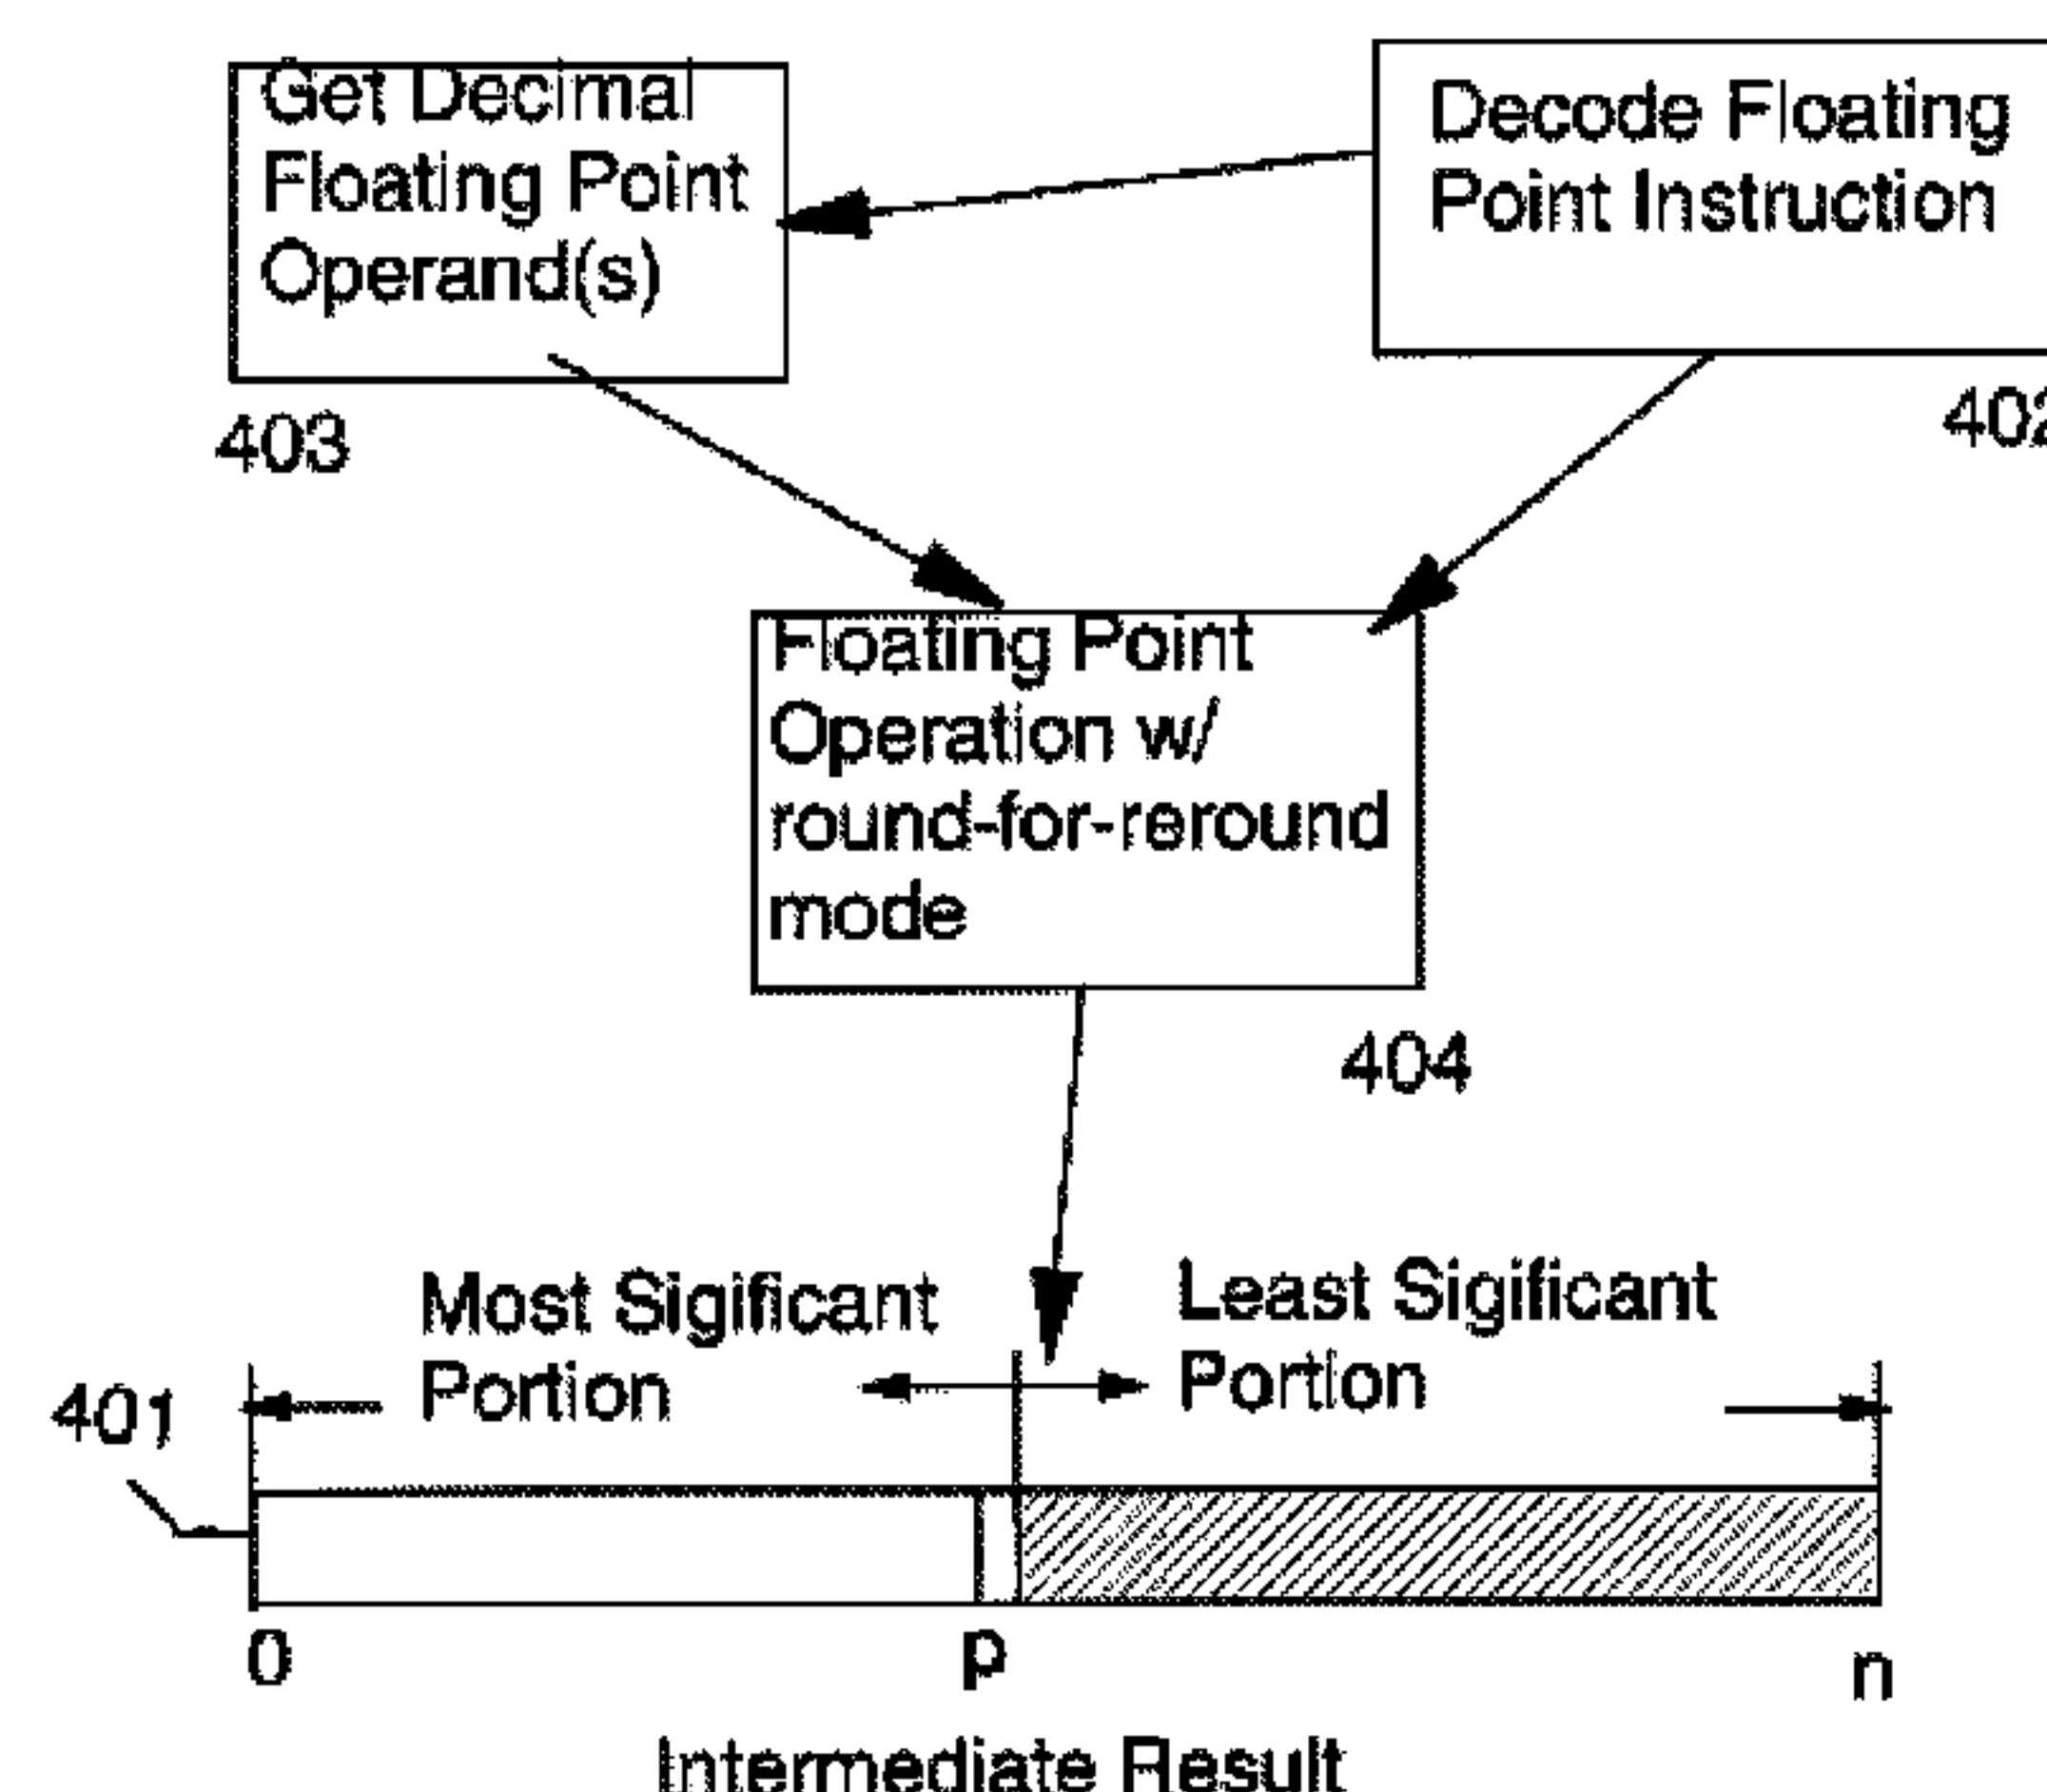 Get Decimal
Floating Point
Operand(s)
403
Decode Floating
Point Instruction
402
Floating Point
Operation w/
round-for-reround
mode
404
Most Sigificant
Portion
Least Sigificant
Portion
401
0
p
n
Intermediate Result